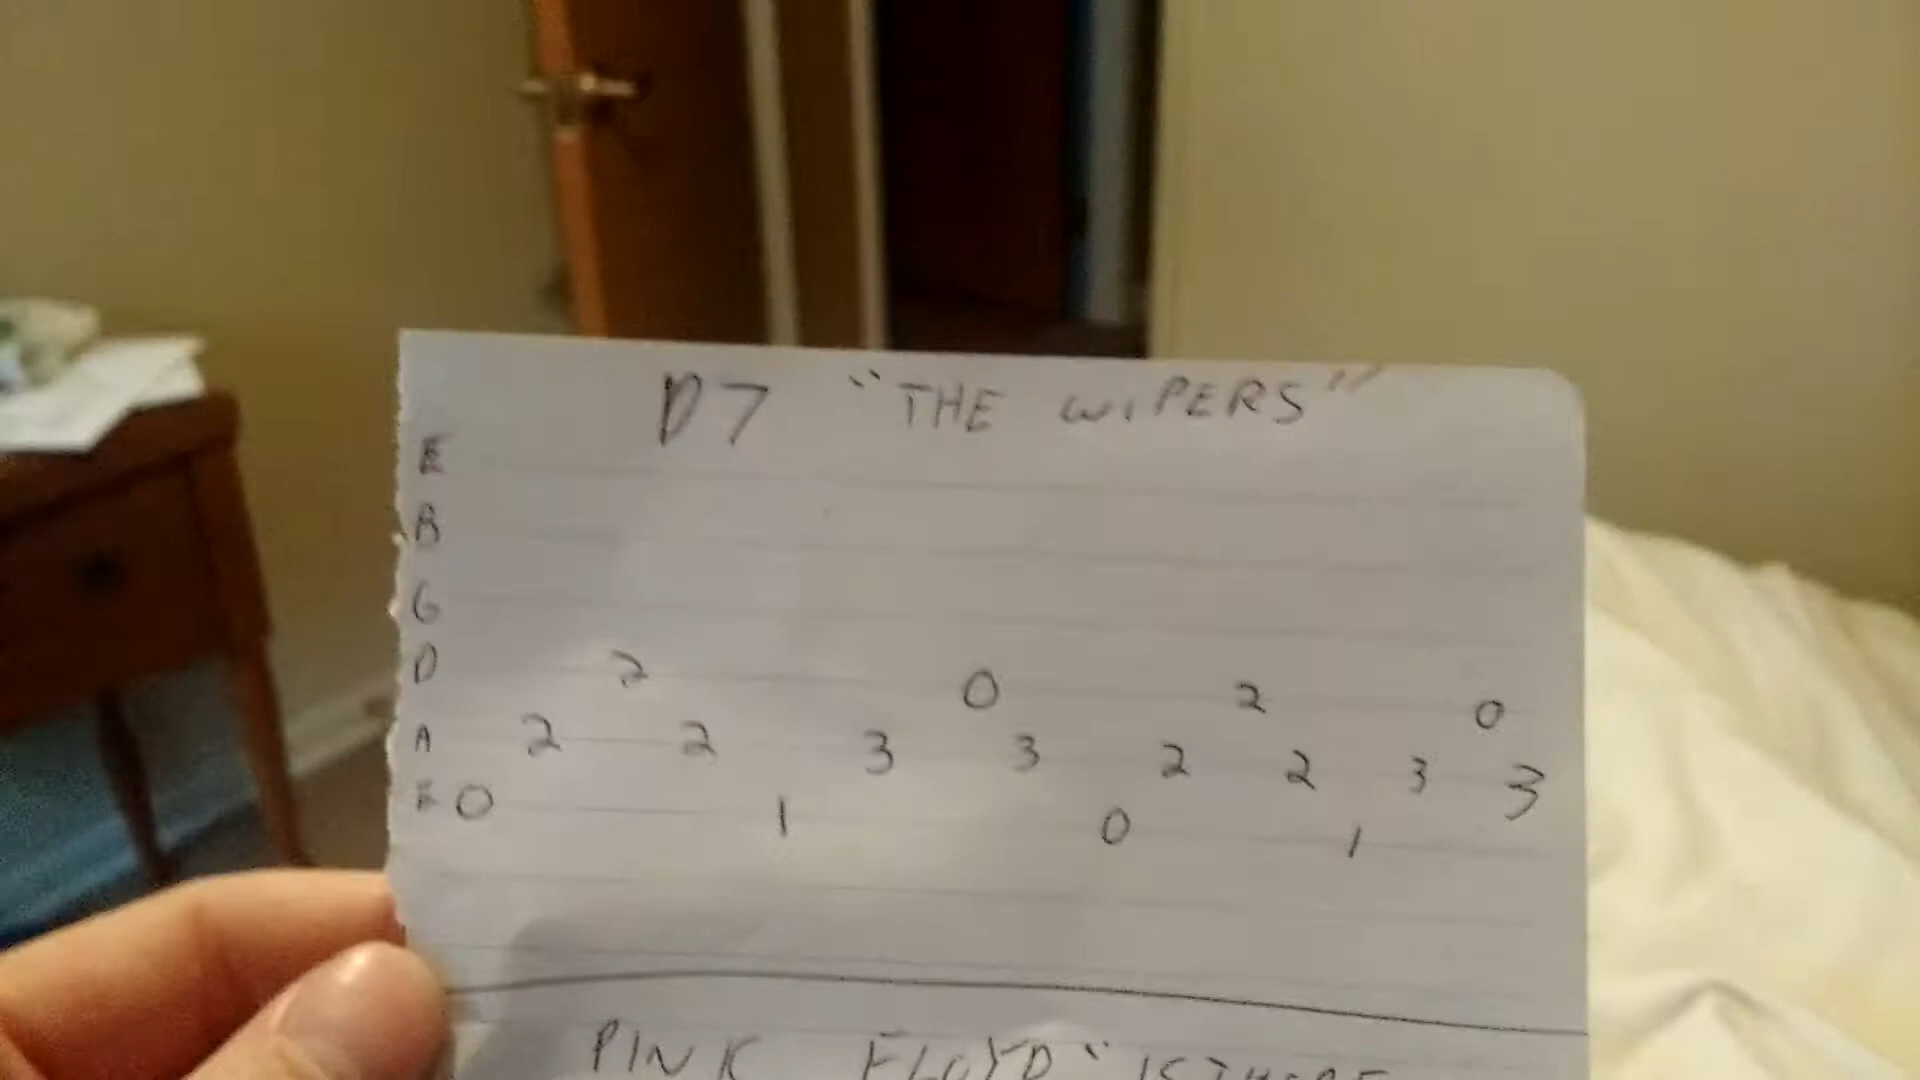 D7 “THE WIPERS”
E
B
G
D 2 0 2 0
A 2 2 3 3 2 2 3 3
E 0 1 0 1
PINK FLOYD “